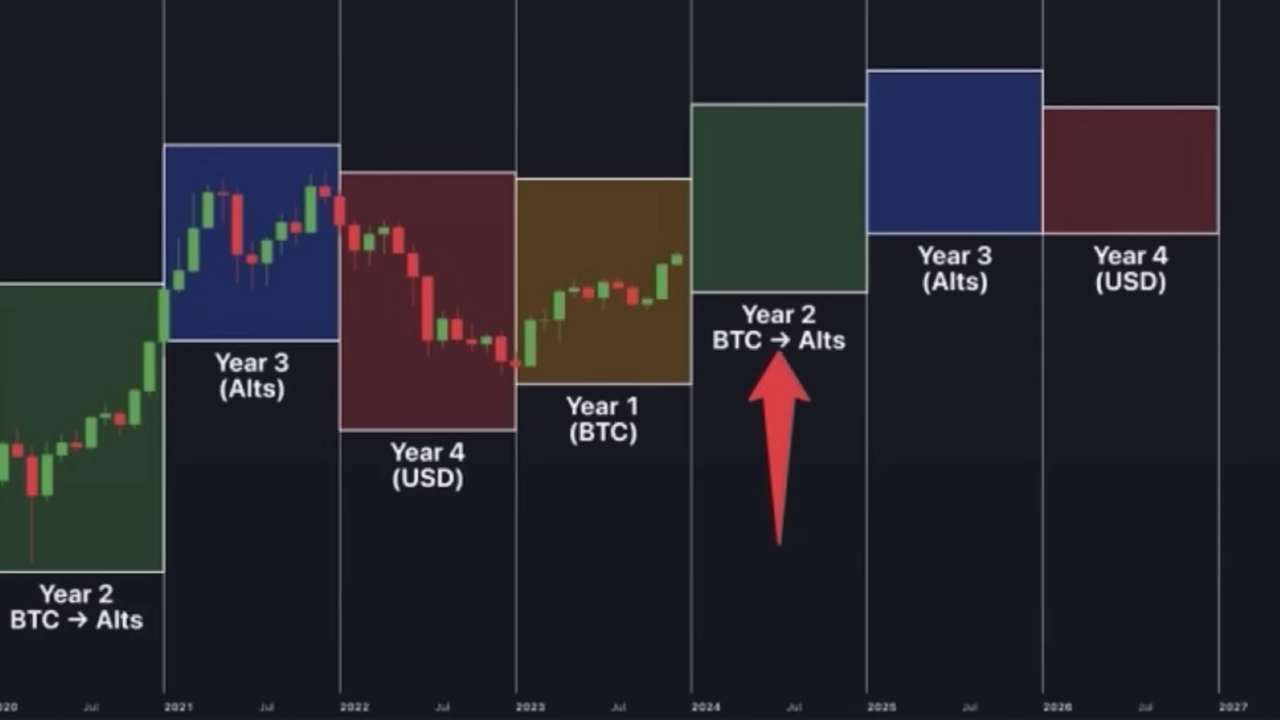 Year 3
(Alts)
Year 4
(USD)
Year 2
BTC → Alts
Year 3
(Alts)
Year 1
(BTC)
Year 4
(USD)
Year 2
BTC → Alts
Jul 2021 Jul 2022 Jul 2023 Jul 2024 Jul 2025 Jul 2026 Jul 2027